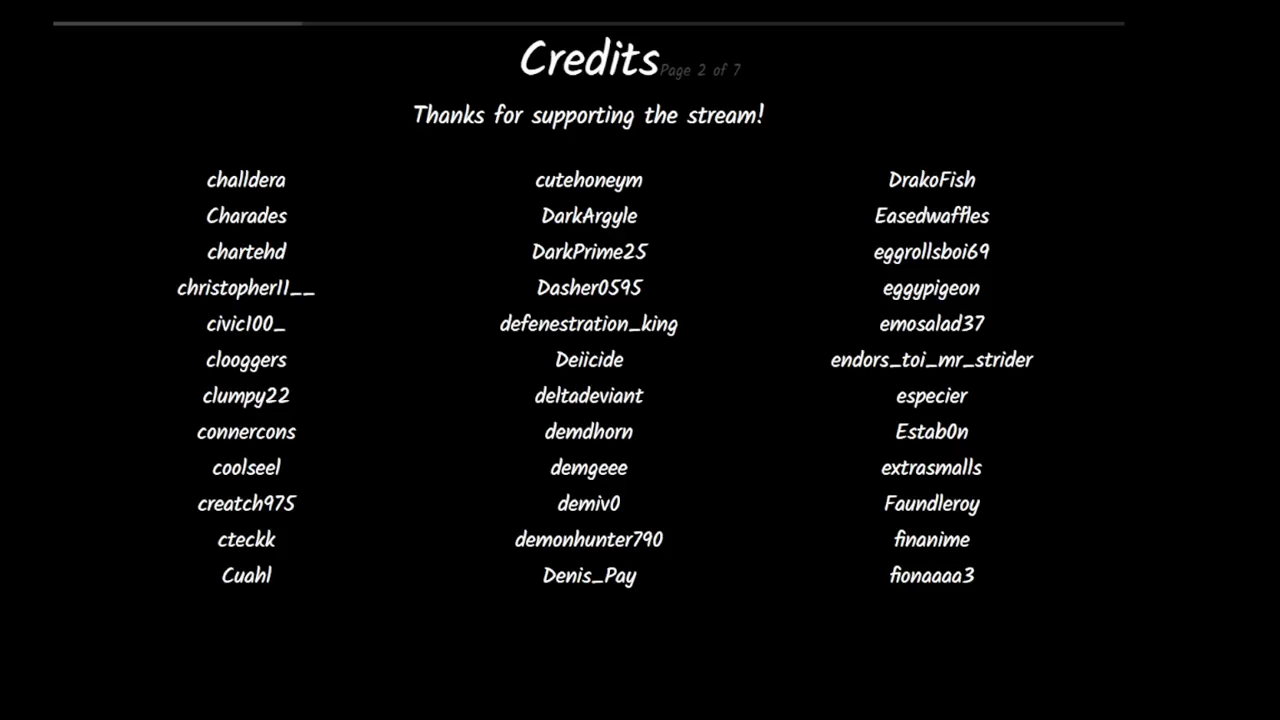 Credits Page 2 of 7
Thanks for supporting the stream!
challdera
Charades
chartehd
christopher11__
civic100_
clooggers
clumpy22
connercons
coolseel
creatch975
cteckk
Cuahl
cutehoneym
DarkArgyle
DarkPrime25
Dasher0595
defenestration_king
Deiicide
deltadeviant
demdhorn
demgeee
demiv0
demonhunter790
Denis_Pay
DrakoFish
Easedwaffles
eggrollsboi69
eggypigeon
emosalad37
endors_toi_mr_strider
especier
Estab0n
extrasmalls
Faundleroy
finanime
fionaaaa3